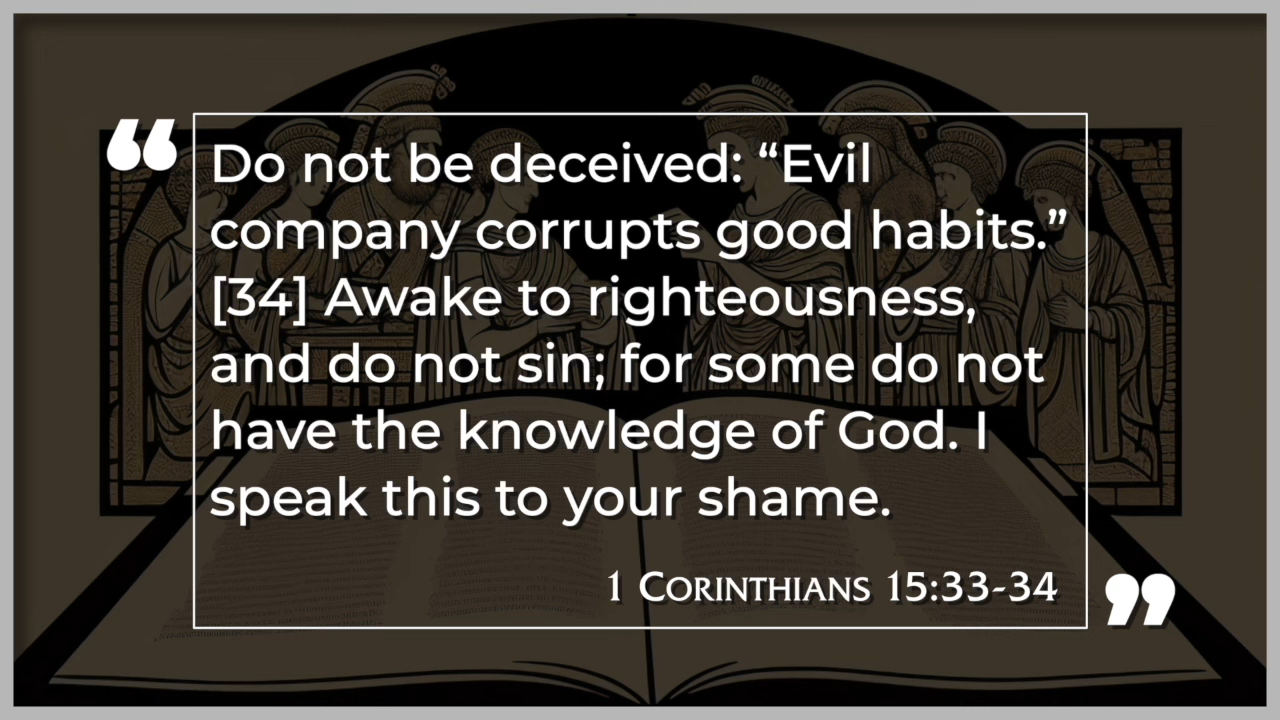 ❝
Do not be deceived: “Evil
company corrupts good habits.”
[34] Awake to righteousness,
and do not sin; for some do not
have the knowledge of God. I
speak this to your shame.
1 Corinthians 15:33-34
❞